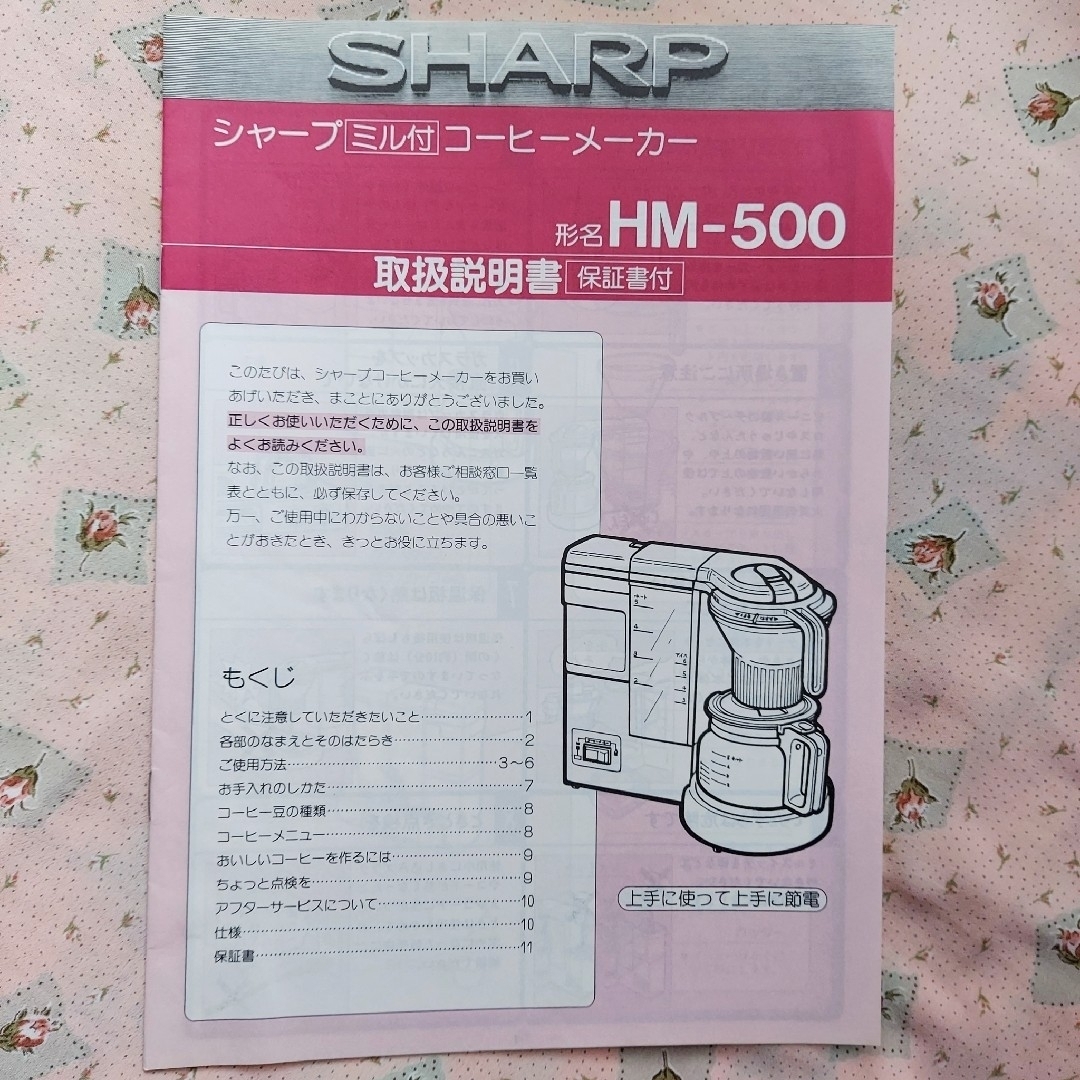 SHARP
シャープミル付コーヒーメーカー
形名HM-500
取扱説明書 保証書付
このたびは、シャープコーヒーメーカーをお買い
あげいただき、まことにありがとうございました。
正しくお使いいただくために、この取扱説明書を
よくお読みください。
なお、この取扱説明書は、お客様ご相談窓口一覧
表とともに、必ず保存してください。
万一、ご使用中にわからないことや具合の悪いこ
とがおきたとき、きっとお役に立ちます。
もくじ
とくに注意していただきたいこと……………………1
各部のなまえとそのはたらき……………………2
ご使用方法……………………3〜6
お手入れのしかた……………………7
コーヒー豆の種類……………………8
コーヒーメニュー……………………8
おいしいコーヒーを作るには……………………9
ちょっと点検を……………………9
アフターサービスについて……………………10
仕様……………………10
保証書……………………11
上手に使って上手に節電